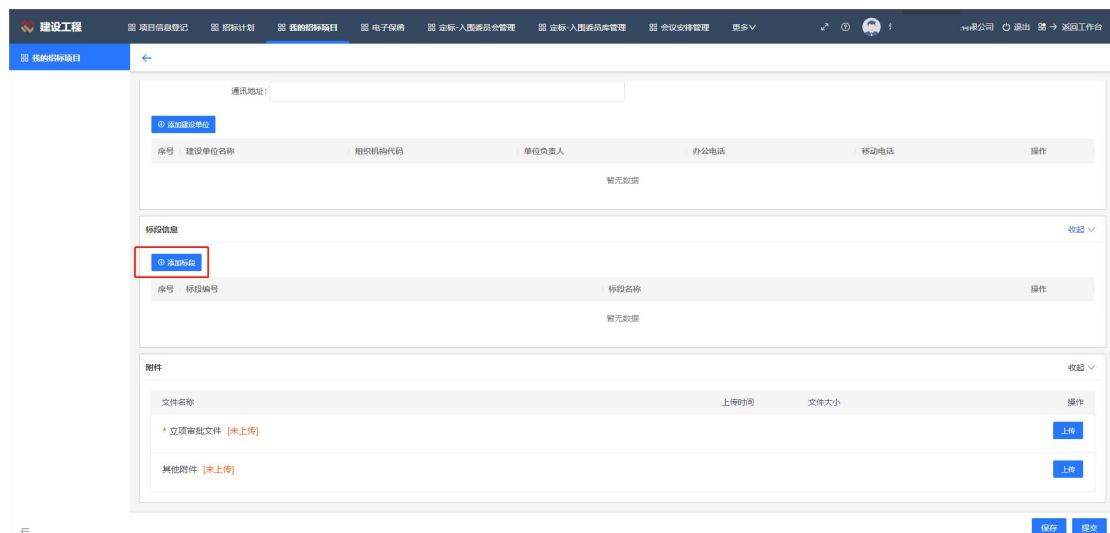 建设工程 项目信息登记 招标计划 我的招标项目 电子保函 定标-入围委员会管理 定标-入围委员库管理 会议安排管理 更多 限公司 退出 返回工作台
我的招标项目
通讯地址:
添加建设单位
序号 建设单位名称 组织机构代码 单位负责人 办公电话 移动电话 操作
暂无数据
标段信息 收起
添加标段
序号 标段编号 标段名称 操作
暂无数据
附件 收起
文件名称 上传时间 文件大小 操作
* 立项审批文件 [未上传] 上传
其他附件 [未上传] 上传
保存 提交